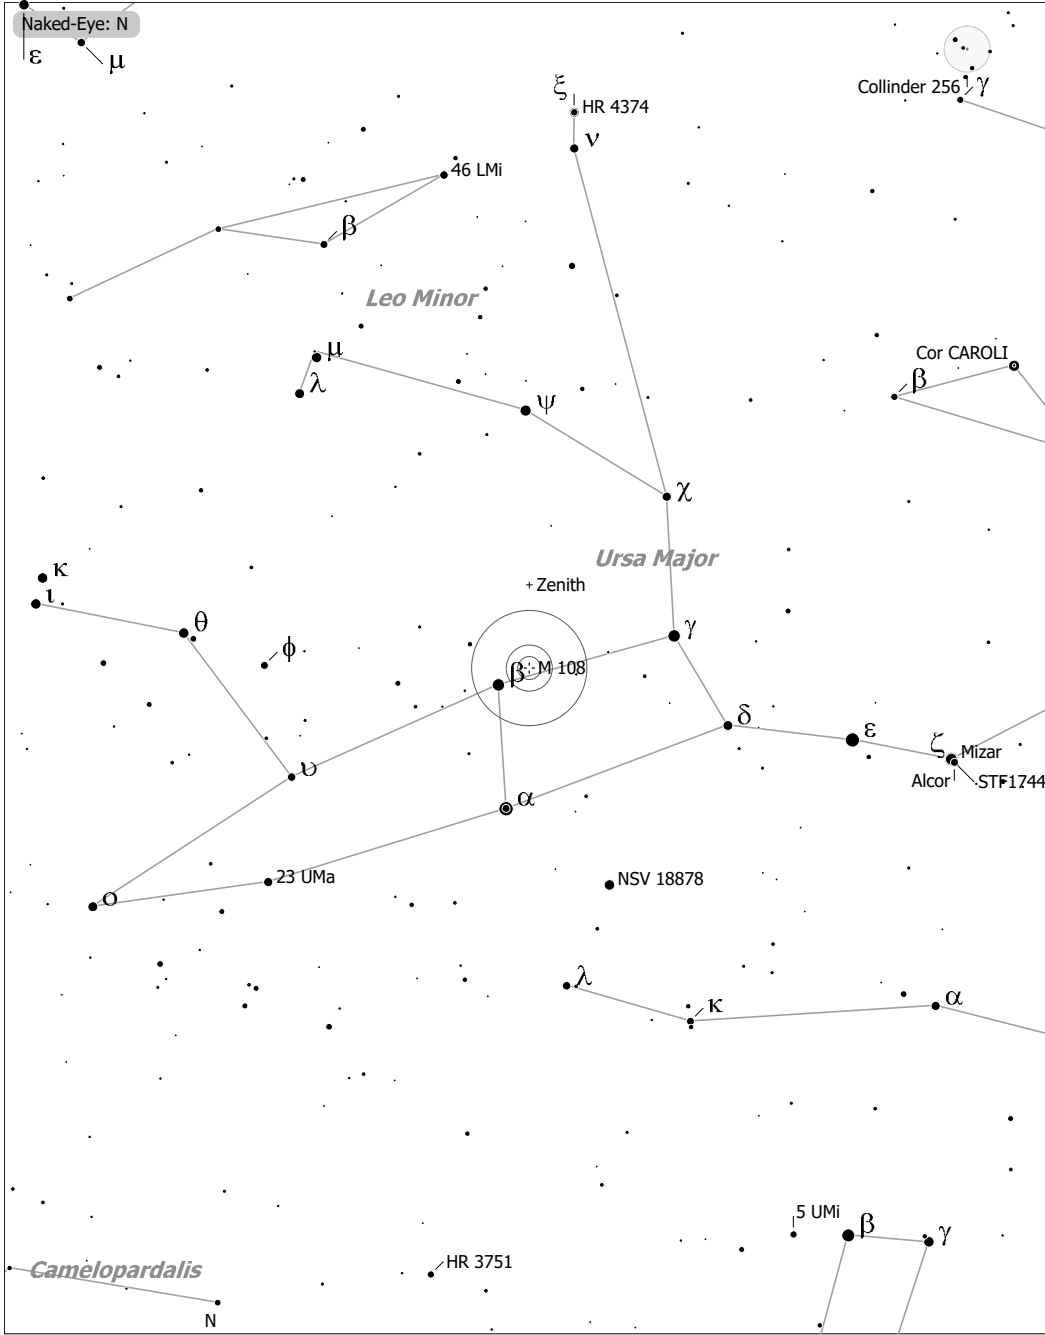 Naked-Eye: N
ε
μ
ξ
HR 4374
ν
Collinder 256
γ
46 LMi
β
Leo Minor
μ
λ
Cor CAROLI
β
ψ
χ
Ursa Major
κ
ι
Zenith
θ
φ
γ
β
M 108
δ
ε
ζ
Mizar
Alcor
STF1744
υ
α
23 UMa
NSV 18878
ο
λ
κ
α
5 UMi
β
γ
HR 3751
Camelopardalis
N